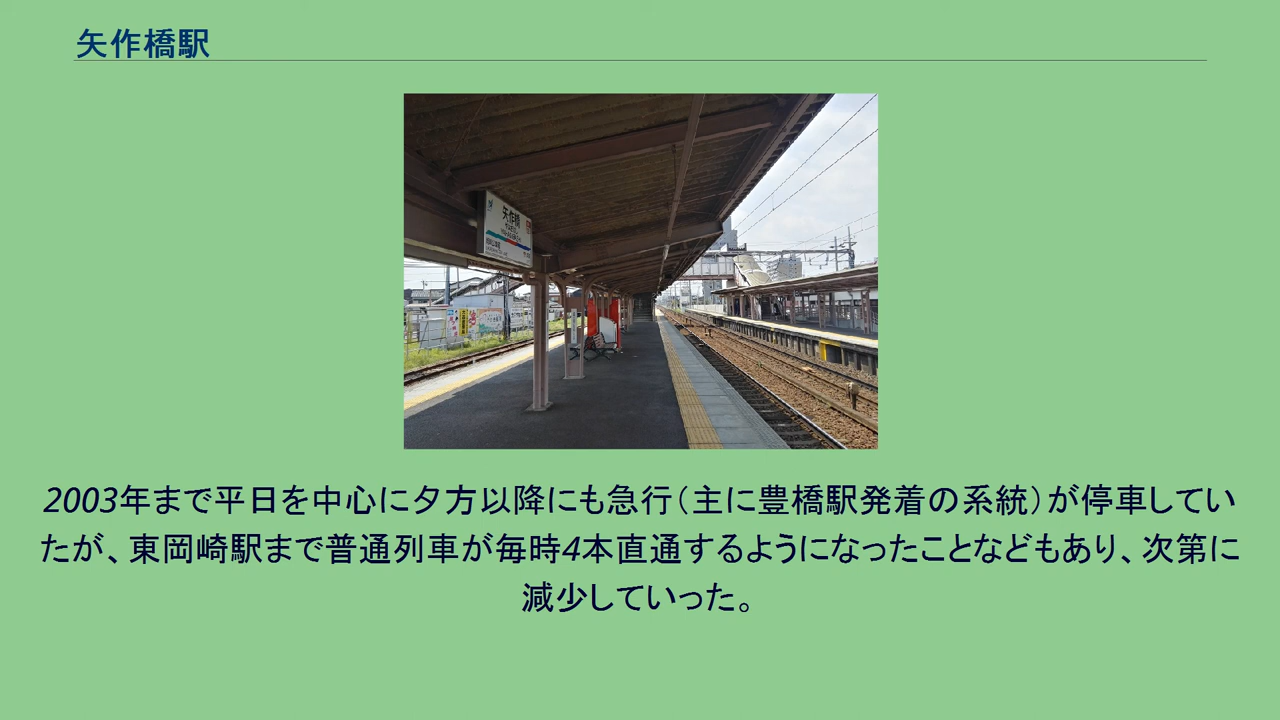 矢作橋駅
矢作橋
2003年まで平日を中心に夕方以降にも急行（主に豊橋駅発着の系統）が停車してい
たが、東岡崎駅まで普通列車が毎時4本直通するようになったことなどもあり、次第に
減少していった。